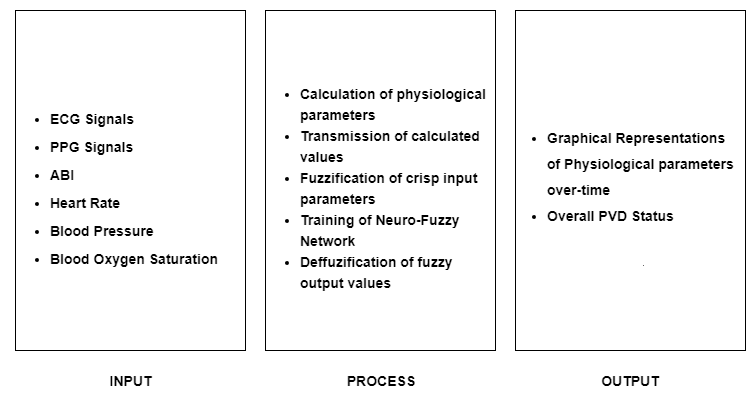 • ECG Signals
• PPG Signals
• ABI
• Heart Rate
• Blood Pressure
• Blood Oxygen Saturation
INPUT
• Calculation of physiological
parameters
• Transmission of calculated
values
• Fuzzification of crisp input
parameters
• Training of Neuro-Fuzzy
Network
• Deffuzification of fuzzy
output values
PROCESS
• Graphical Representations
of Physiological parameters
over-time
• Overall PVD Status
OUTPUT